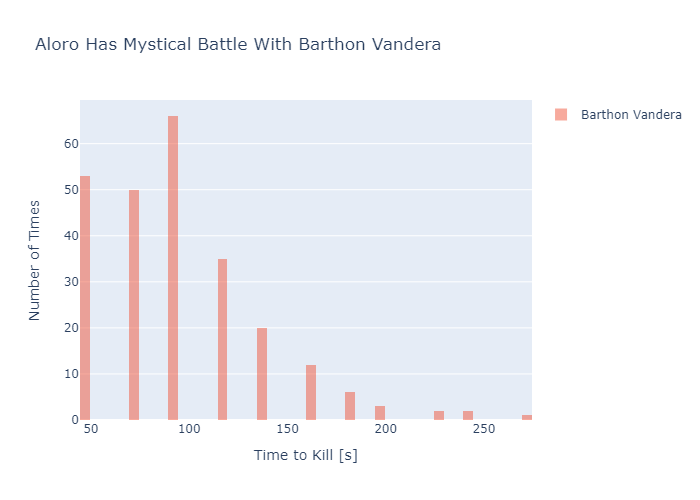 Aloro Has Mystical Battle With Barthon Vandera
Barthon Vandera
60
50
40
30
20
10
0
Number of Times
50 100 150 200 250
Time to Kill [s]